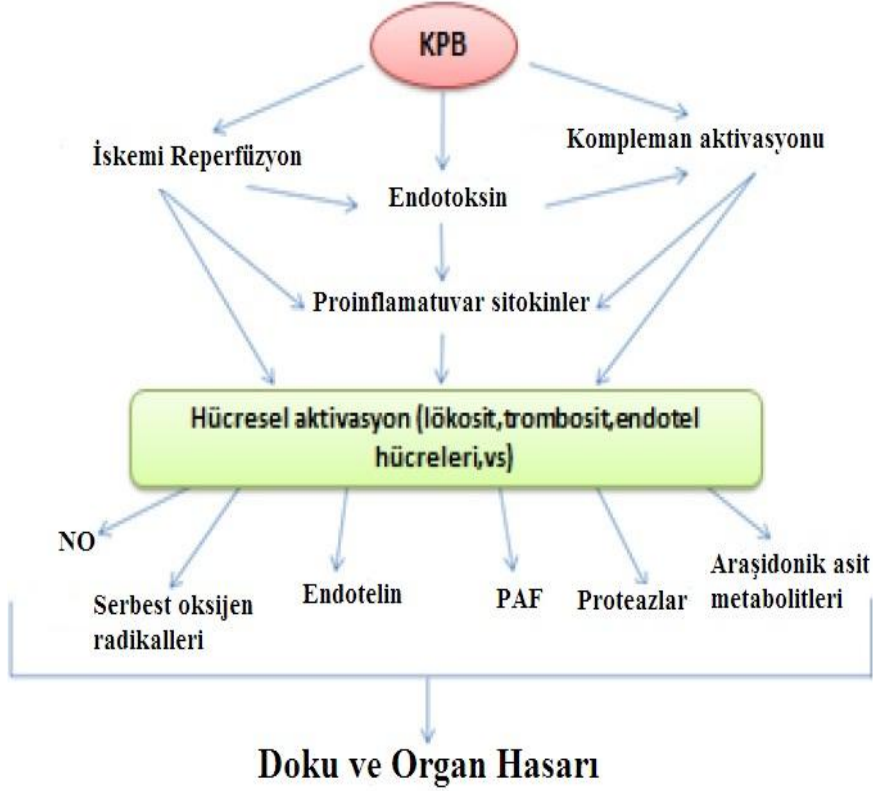 KPB
İskemi Reperfüzyon
Kompleman aktivasyonu
Endotoksin
Proinflamatuvar sitokinler
Hücresel aktivasyon (lökosit,trombosit,endotel
hücreleri,vs)
NO
Serbest oksijen
radikalleri
Endotelin
PAF
Proteazlar
Araşidonik asit
metabolitleri
Doku ve Organ Hasarı